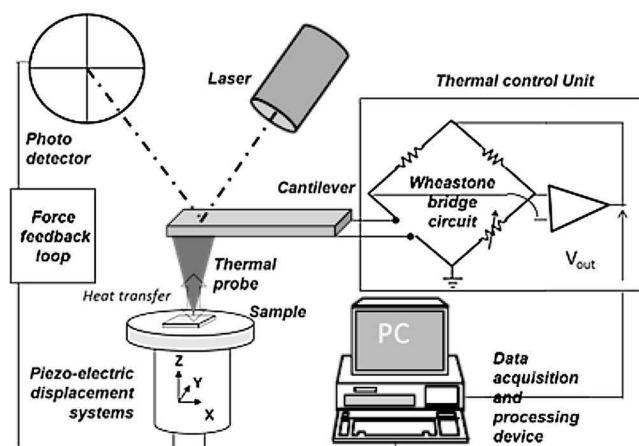 Laser
Thermal control Unit
Photo
detector
Cantilever
Wheastone
bridge
circuit
Force
feedback
loop
Thermal
probe
Vout
Heat transfer
Sample
PC
Piezo-electric
displacement
systems
Z
Y
X
Data
acquisition
and
processing
device